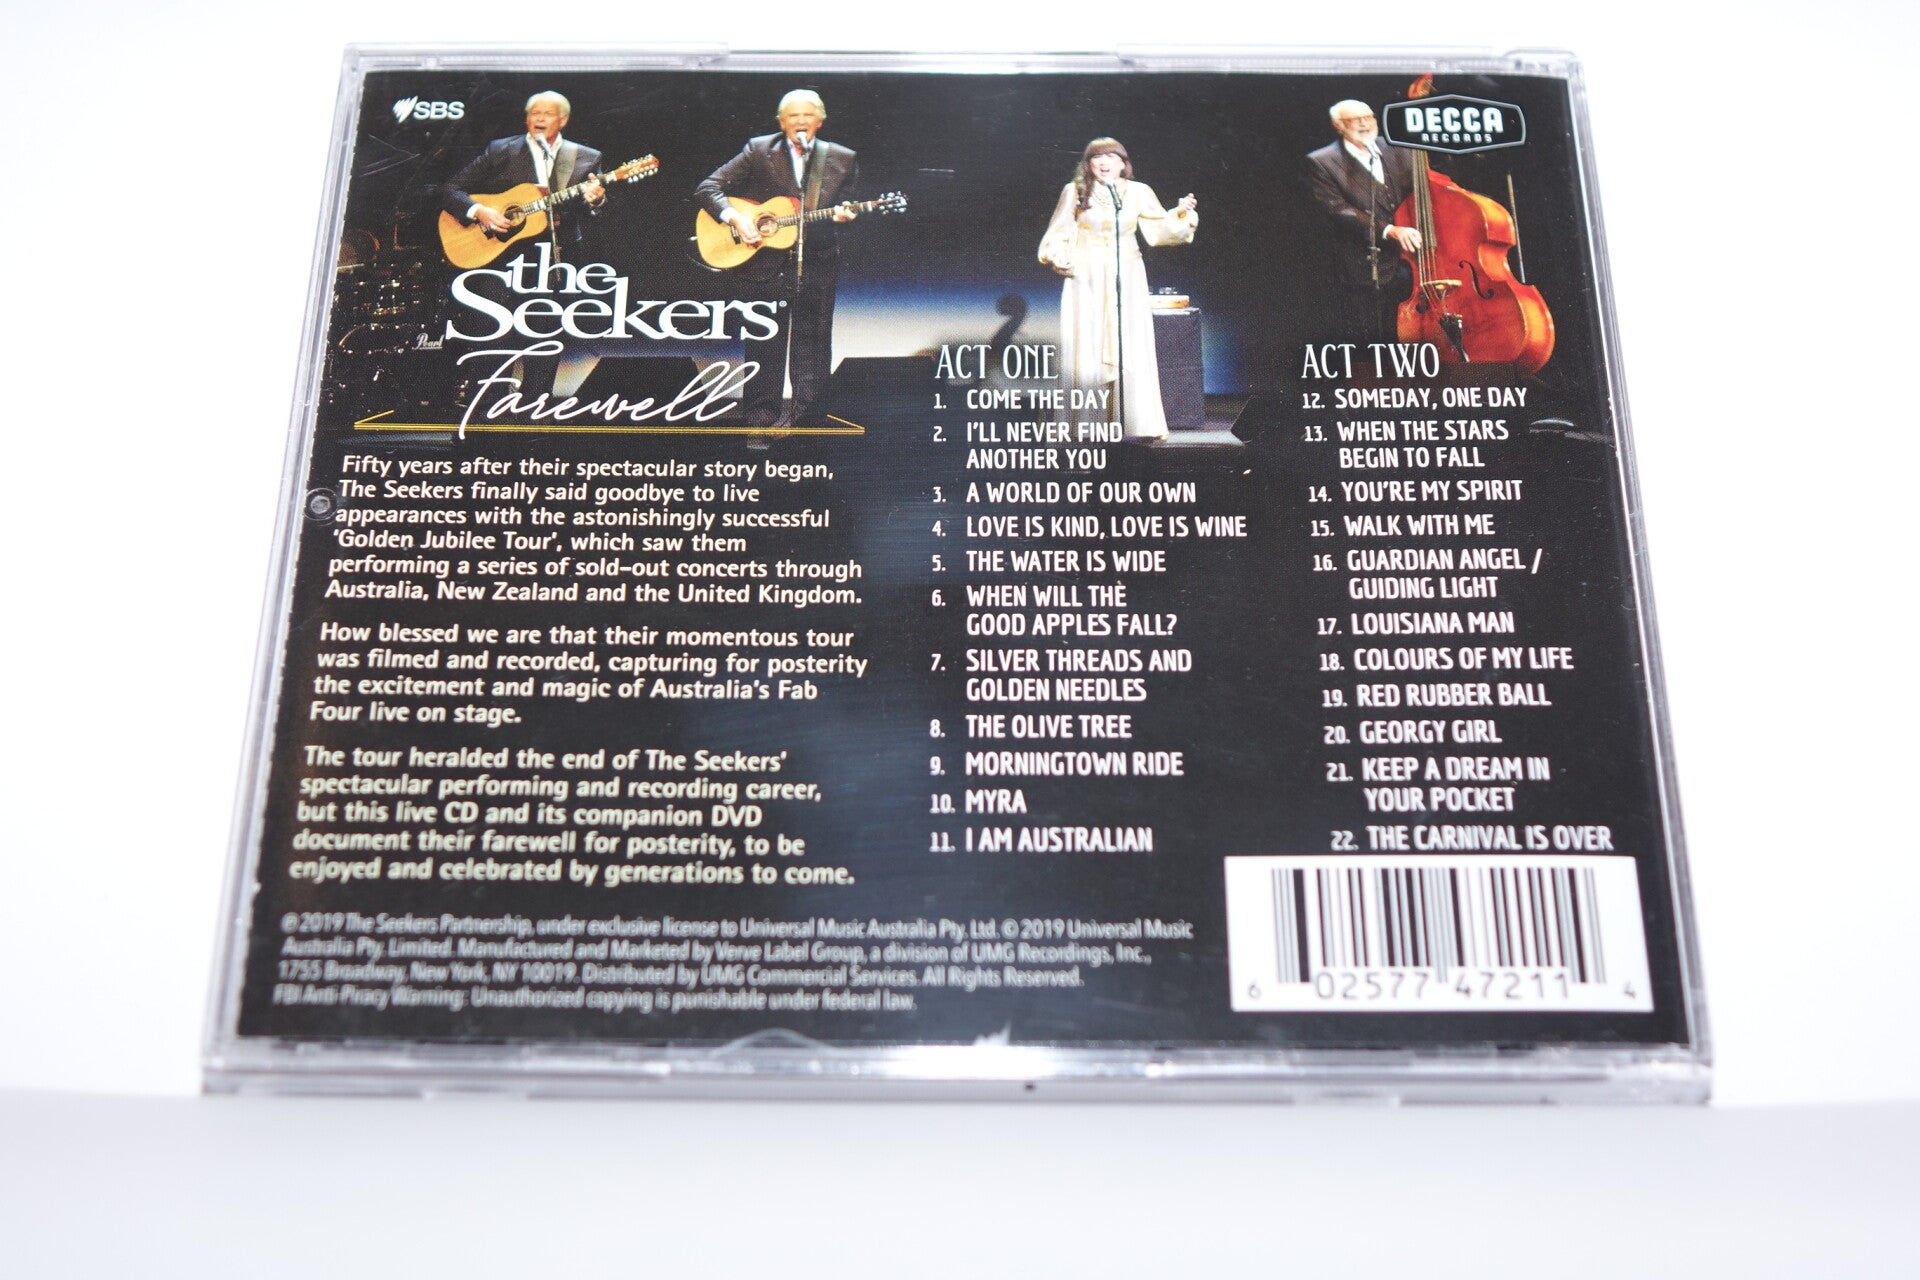 SBS
DECCA
RECORDS
the
Seekers®
Farewell
Pearl
Fifty years after their spectacular story began,
The Seekers finally said goodbye to live
appearances with the astonishingly successful
‘Golden Jubilee Tour’, which saw them
performing a series of sold-out concerts through
Australia, New Zealand and the United Kingdom.
How blessed we are that their momentous tour
was filmed and recorded, capturing for posterity
the excitement and magic of Australia's Fab
Four live on stage.
The tour heralded the end of The Seekers'
spectacular performing and recording career,
but this live CD and its companion DVD
document their farewell for posterity, to be
enjoyed and celebrated by generations to come.
ACT ONE
1. COME THE DAY
2. I'LL NEVER FIND
ANOTHER YOU
3. A WORLD OF OUR OWN
4. LOVE IS KIND, LOVE IS WINE
5. THE WATER IS WIDE
6. WHEN WILL THE
GOOD APPLES FALL?
7. SILVER THREADS AND
GOLDEN NEEDLES
8. THE OLIVE TREE
9. MORNINGTOWN RIDE
10. MYRA
11. I AM AUSTRALIAN
ACT TWO
12. SOMEDAY, ONE DAY
13. WHEN THE STARS
BEGIN TO FALL
14. YOU'RE MY SPIRIT
15. WALK WITH ME
16. GUARDIAN ANGEL /
GUIDING LIGHT
17. LOUISIANA MAN
18. COLOURS OF MY LIFE
19. RED RUBBER BALL
20. GEORGY GIRL
21. KEEP A DREAM IN
YOUR POCKET
22. THE CARNIVAL IS OVER
℗ 2019 The Seekers Partnership, under exclusive license to Universal Music Australia Pty. Ltd. © 2019 Universal Music
Australia Pty. Limited. Manufactured and Marketed by Verve Label Group, a division of UMG Recordings, Inc.,
1755 Broadway, New York, NY 10019. Distributed by UMG Commercial Services. All Rights Reserved.
FBI Anti-Piracy Warning: Unauthorized copying is punishable under federal law.
6 02577 47211 4